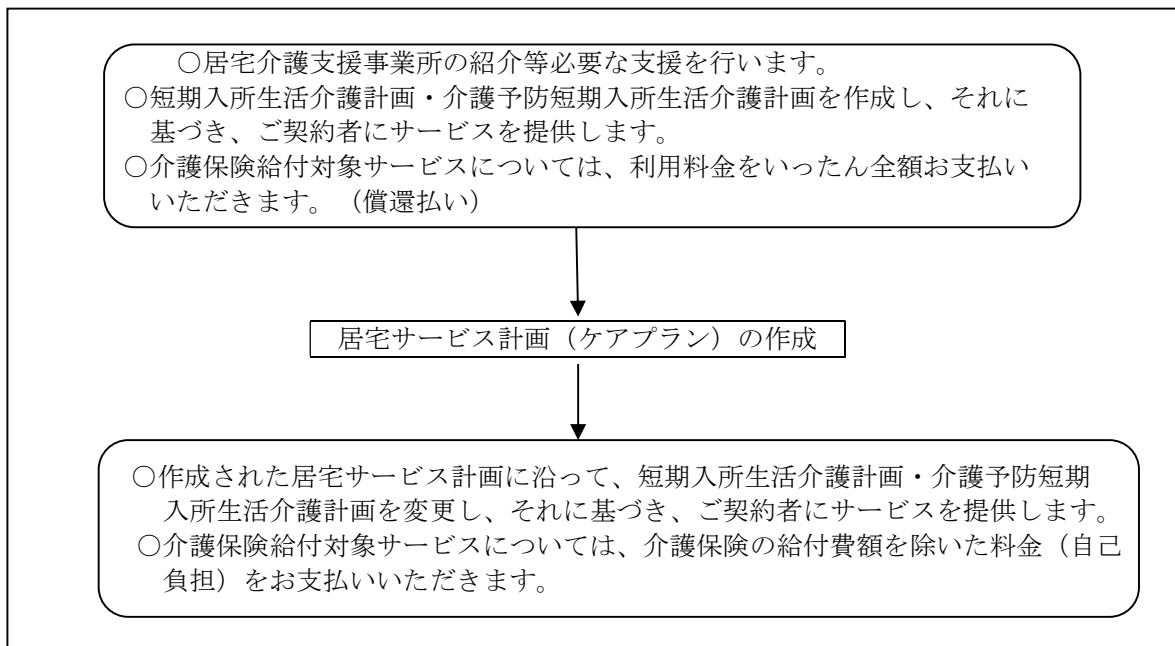 ○居宅介護支援事業所の紹介等必要な支援を行います。
○短期入所生活介護計画・介護予防短期入所生活介護計画を作成し、それに
基づき、ご契約者にサービスを提供します。
○介護保険給付対象サービスについては、利用料金をいったん全額お支払い
いただきます。（償還払い）
居宅サービス計画（ケアプラン）の作成
○作成された居宅サービス計画に沿って、短期入所生活介護計画・介護予防短期
入所生活介護計画を変更し、それに基づき、ご契約者にサービスを提供します。
○介護保険給付対象サービスについては、介護保険の給付費額を除いた料金（自己
負担）をお支払いいただきます。